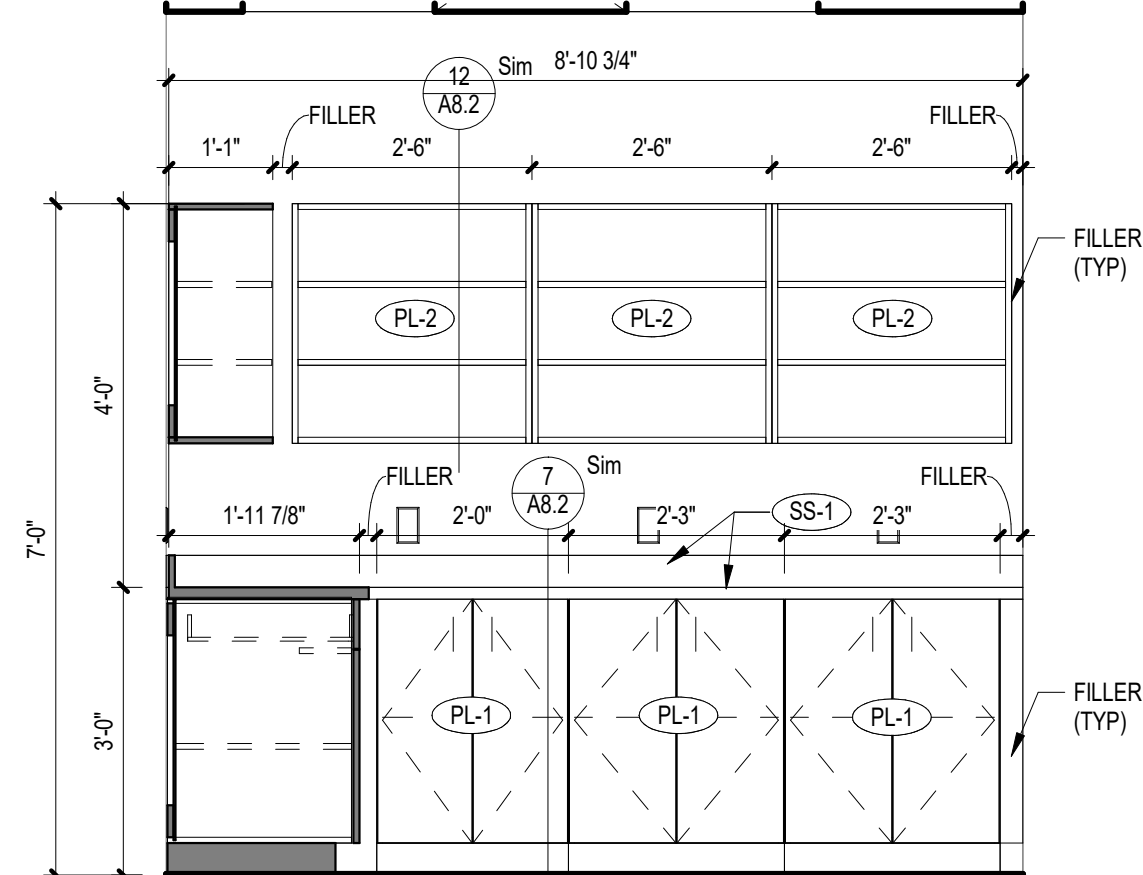 8'-10 3/4"
12
A8.2
Sim
FILLER
FILLER
1'-1"
2'-6"
2'-6"
2'-6"
FILLER
(TYP)
PL-2
PL-2
PL-2
4'-0"
7'-0"
FILLER
7
A8.2
Sim
FILLER
1'-11 7/8"
2'-0"
2'-3"
SS-1
2'-3"
PL-1
PL-1
PL-1
FILLER
(TYP)
3'-0"